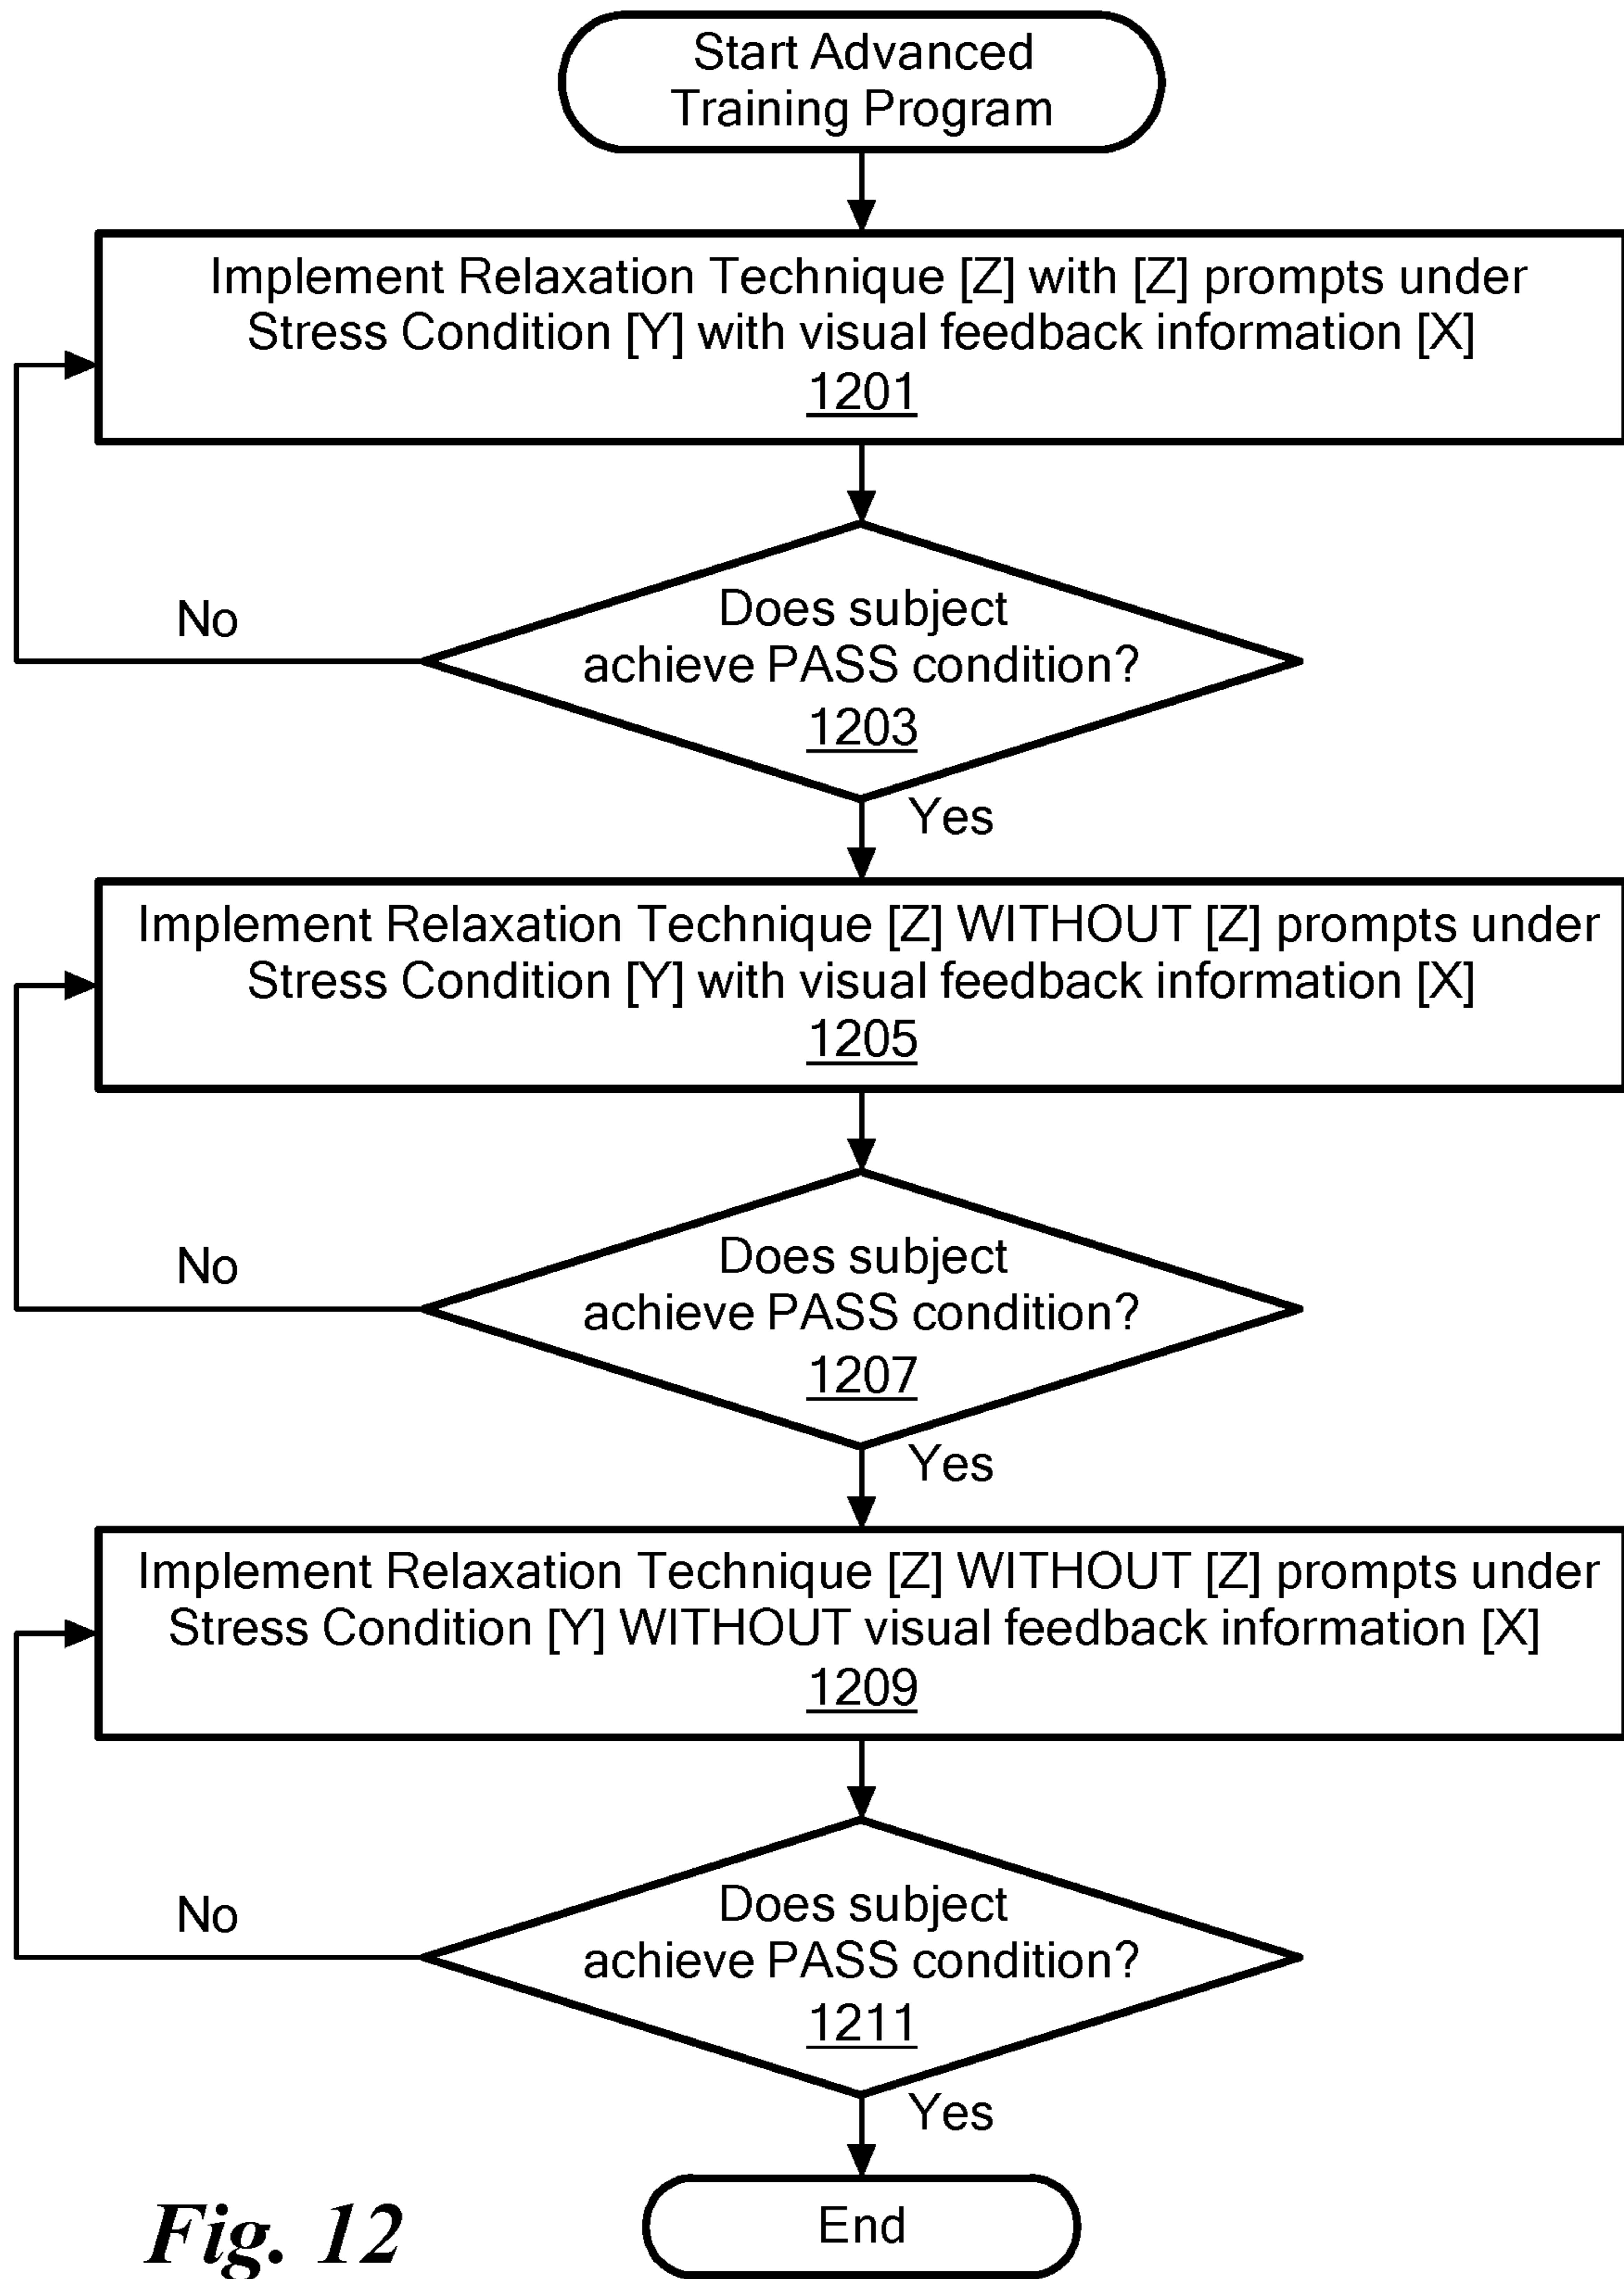 Start Advanced
Training Program
Implement Relaxation Technique [Z] with [Z] prompts under
Stress Condition [Y] with visual feedback information [X]
1201
Does subject
achieve PASS condition?
1203
No
Yes
Implement Relaxation Technique [Z] WITHOUT [Z] prompts under
Stress Condition [Y] with visual feedback information [X]
1205
Does subject
achieve PASS condition?
1207
No
Yes
Implement Relaxation Technique [Z] WITHOUT [Z] prompts under
Stress Condition [Y] WITHOUT visual feedback information [X]
1209
Does subject
achieve PASS condition?
1211
No
Yes
End
Fig. 12